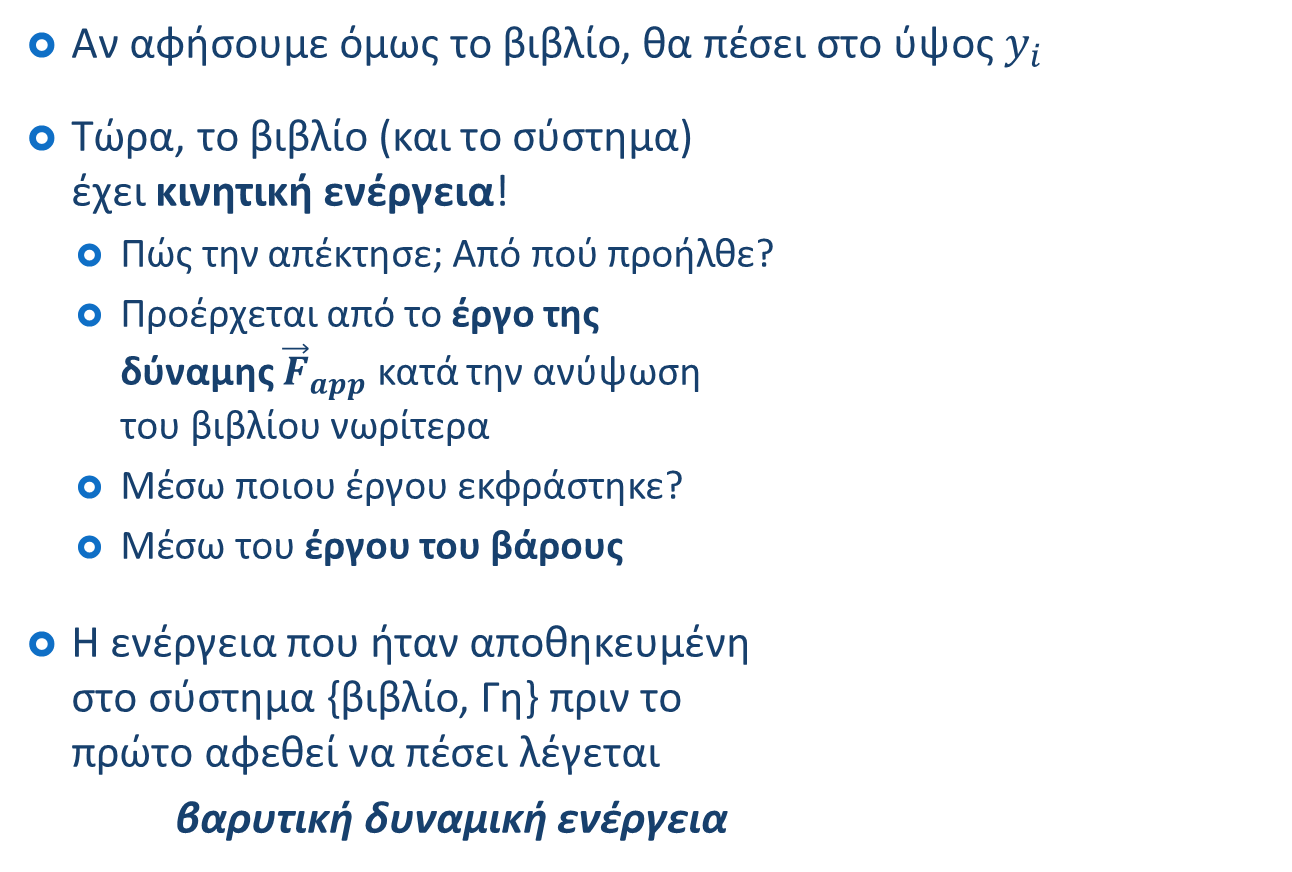 Αν αφήσουμε όμως το βιβλίο, θα πέσει στο ύψος y_i
Τώρα, το βιβλίο (και το σύστημα)
έχει κινητική ενέργεια!
Πώς την απέκτησε; Από πού προήλθε?
Προέρχεται από το έργο της
δύναμης F⃗_app κατά την ανύψωση
του βιβλίου νωρίτερα
Μέσω ποιου έργου εκφράστηκε?
Μέσω του έργου του βάρους
Η ενέργεια που ήταν αποθηκευμένη
στο σύστημα {βιβλίο, Γη} πριν το
πρώτο αφεθεί να πέσει λέγεται
βαρυτική δυναμική ενέργεια